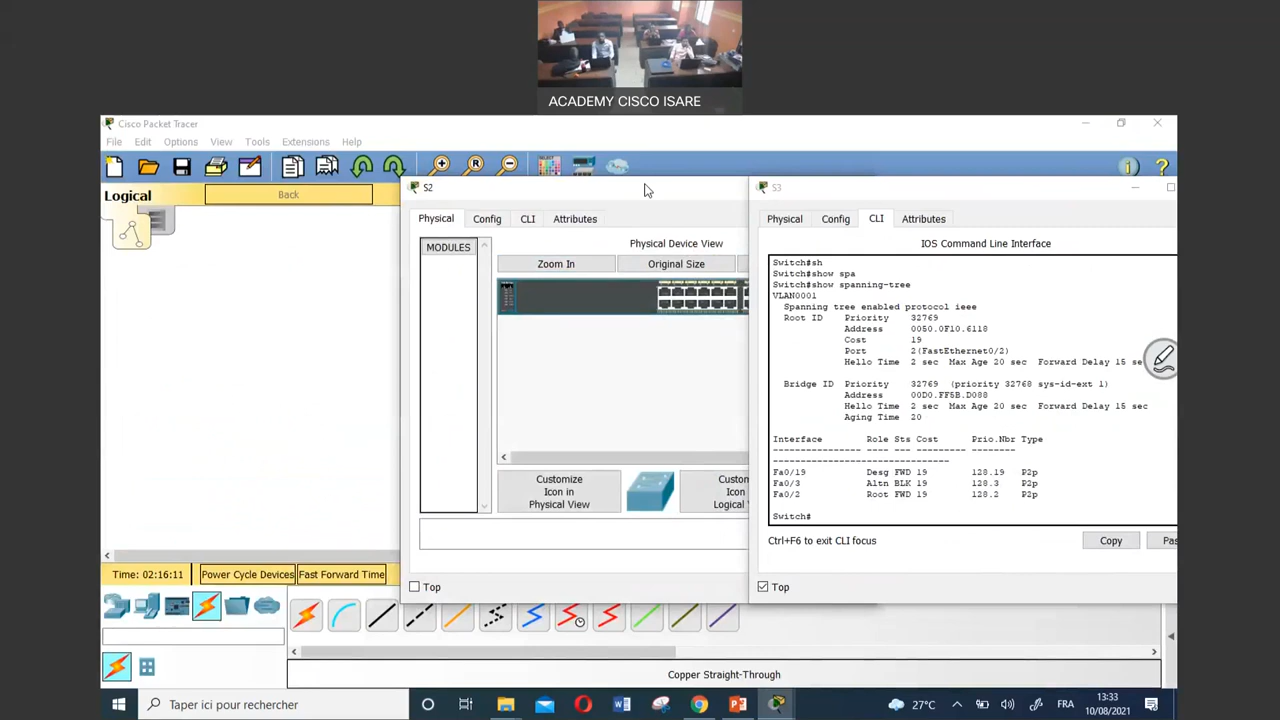 ACADEMY CISCO ISARE
Cisco Packet Tracer
File Edit Options View Tools Extensions Help
Logical
Back
S2
Physical Config CLI Attributes
MODULES
Physical Device View
Zoom In
Original Size
Customize
Icon in
Physical View
Custom
Icon
Logical
Top
S3
Physical Config CLI Attributes
IOS Command Line Interface
Switch#sh
Switch#show spa
Switch#show spanning-tree
VLAN0001
Spanning tree enabled protocol ieee
Root ID Priority 32769
Address 0050.0F10.6118
Cost 19
Port 2(FastEthernet0/2)
Hello Time 2 sec Max Age 20 sec Forward Delay 15 sec
Bridge ID Priority 32769 (priority 32768 sys-id-ext 1)
Address 00D0.FF5B.D088
Hello Time 2 sec Max Age 20 sec Forward Delay 15 sec
Aging Time 20
Interface Role Sts Cost Prio.Nbr Type
---------------- ---- --- --------- --------
--------------------------------
Fa0/19 Desg FWD 19 128.19 P2p
Fa0/3 Altn BLK 19 128.3 P2p
Fa0/2 Root FWD 19 128.2 P2p
Switch#
Ctrl+F6 to exit CLI focus
Copy
Pas
Top
Time: 02:16:11
Power Cycle Devices
Fast Forward Time
Copper Straight-Through
Taper ici pour rechercher
27°C
FRA
13:33
10/08/2021